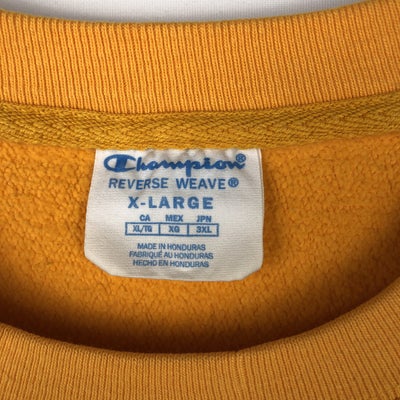 Champion
REVERSE WEAVE®
X-LARGE
CA MEX JPN
XL/TG XG 3XL
MADE IN HONDURAS
FABRIQUÉ AU HONDURAS
HECHO EN HONDURAS